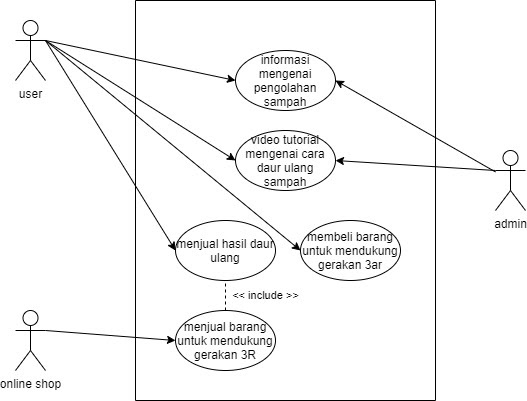 informasi
mengenai
pengolahan
sampah
user
video tutorial
mengenai cara
daur ulang
sampah
admin
menjual hasil daur
ulang
membeli barang
untuk mendukung
gerakan 3ar
<< include >>
menjual barang
untuk mendukung
gerakan 3R
online shop